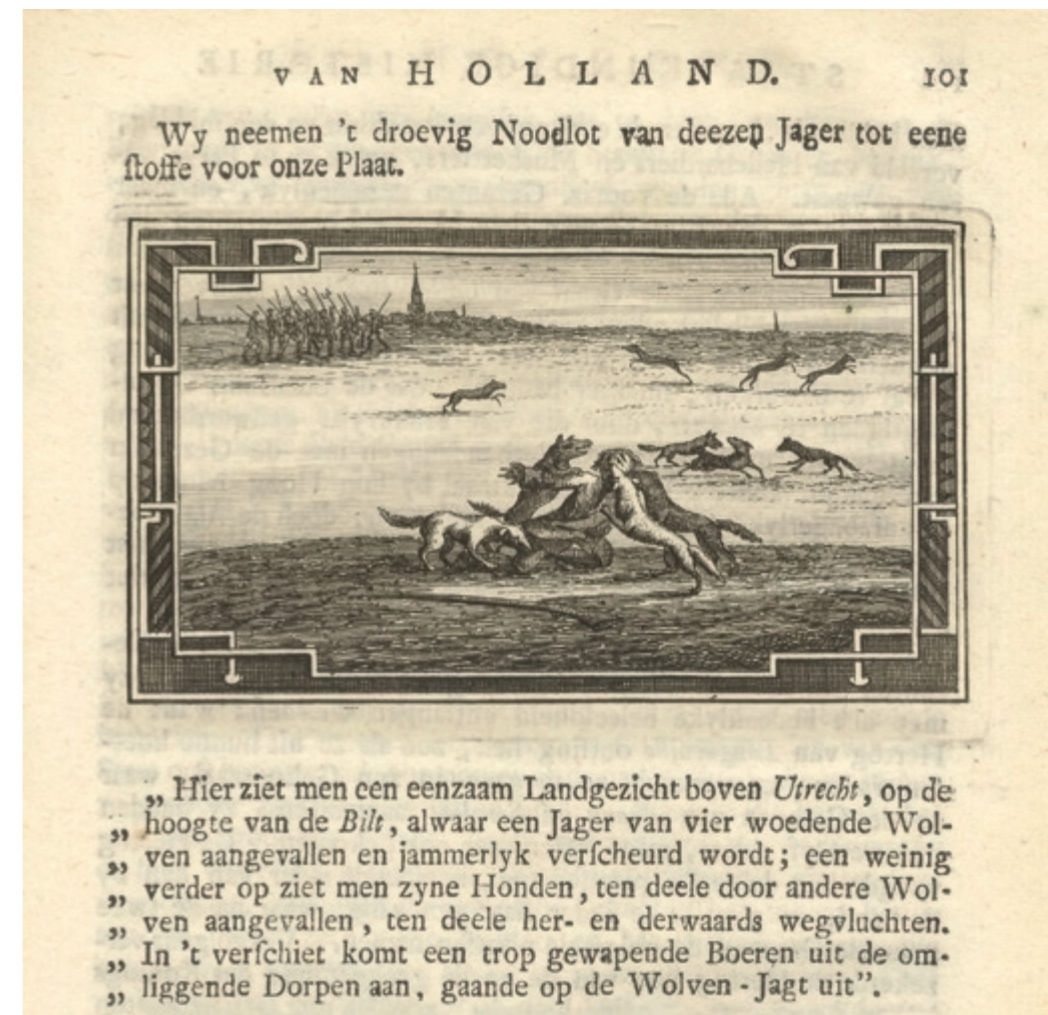 VAN HOLLAND. 101
Wy neemen 't droevig Noodlot van deezen Jager tot eene
ſtoffe voor onze Plaat.
„ Hier ziet men een eenzaam Landgezicht boven Utrecht, op de
„ hoogte van de Bilt, alwaar een Jager van vier woedende Wol-
„ ven aangevallen en jammerlyk verſcheurd wordt; een weinig
„ verder op ziet men zyne Honden, ten deele door andere Wol-
„ ven aangevallen, ten deele her- en derwaards wegvluchten.
„ In 't verſchiet komt een trop gewapende Boeren uit de om-
„ liggende Dorpen aan, gaande op de Wolven-Jagt uit”.